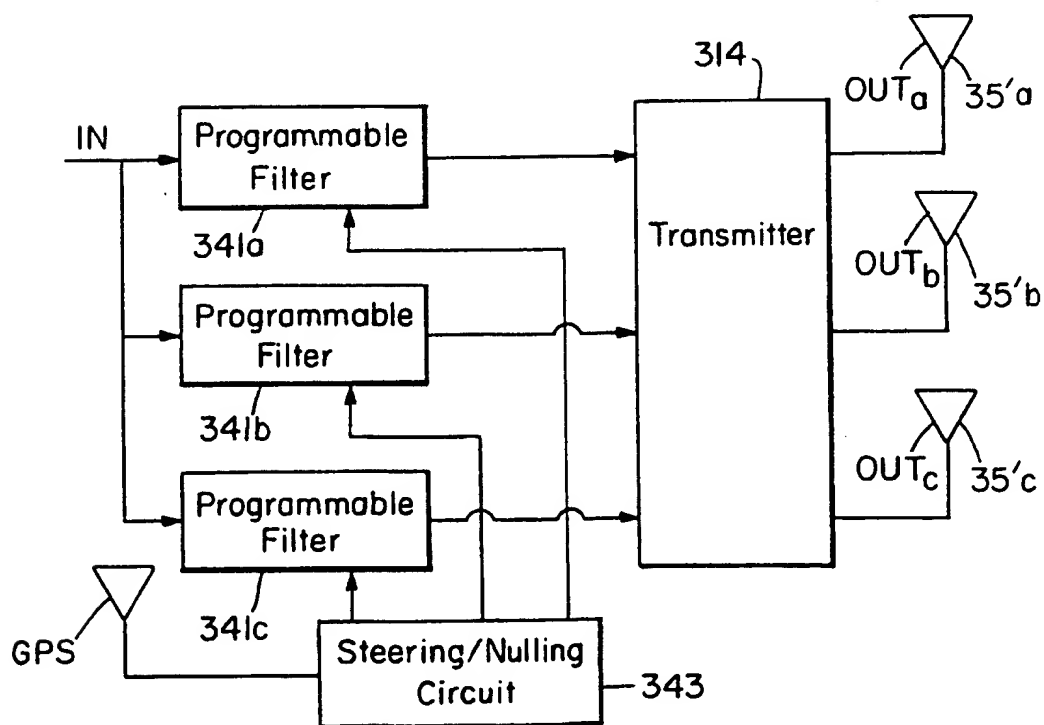 314
OUTa
35'a
IN
Programmable
Filter
341a
Transmitter
OUTb
35'b
Programmable
Filter
341b
OUTc
35'c
Programmable
Filter
341c
GPS
Steering/Nulling
Circuit
343